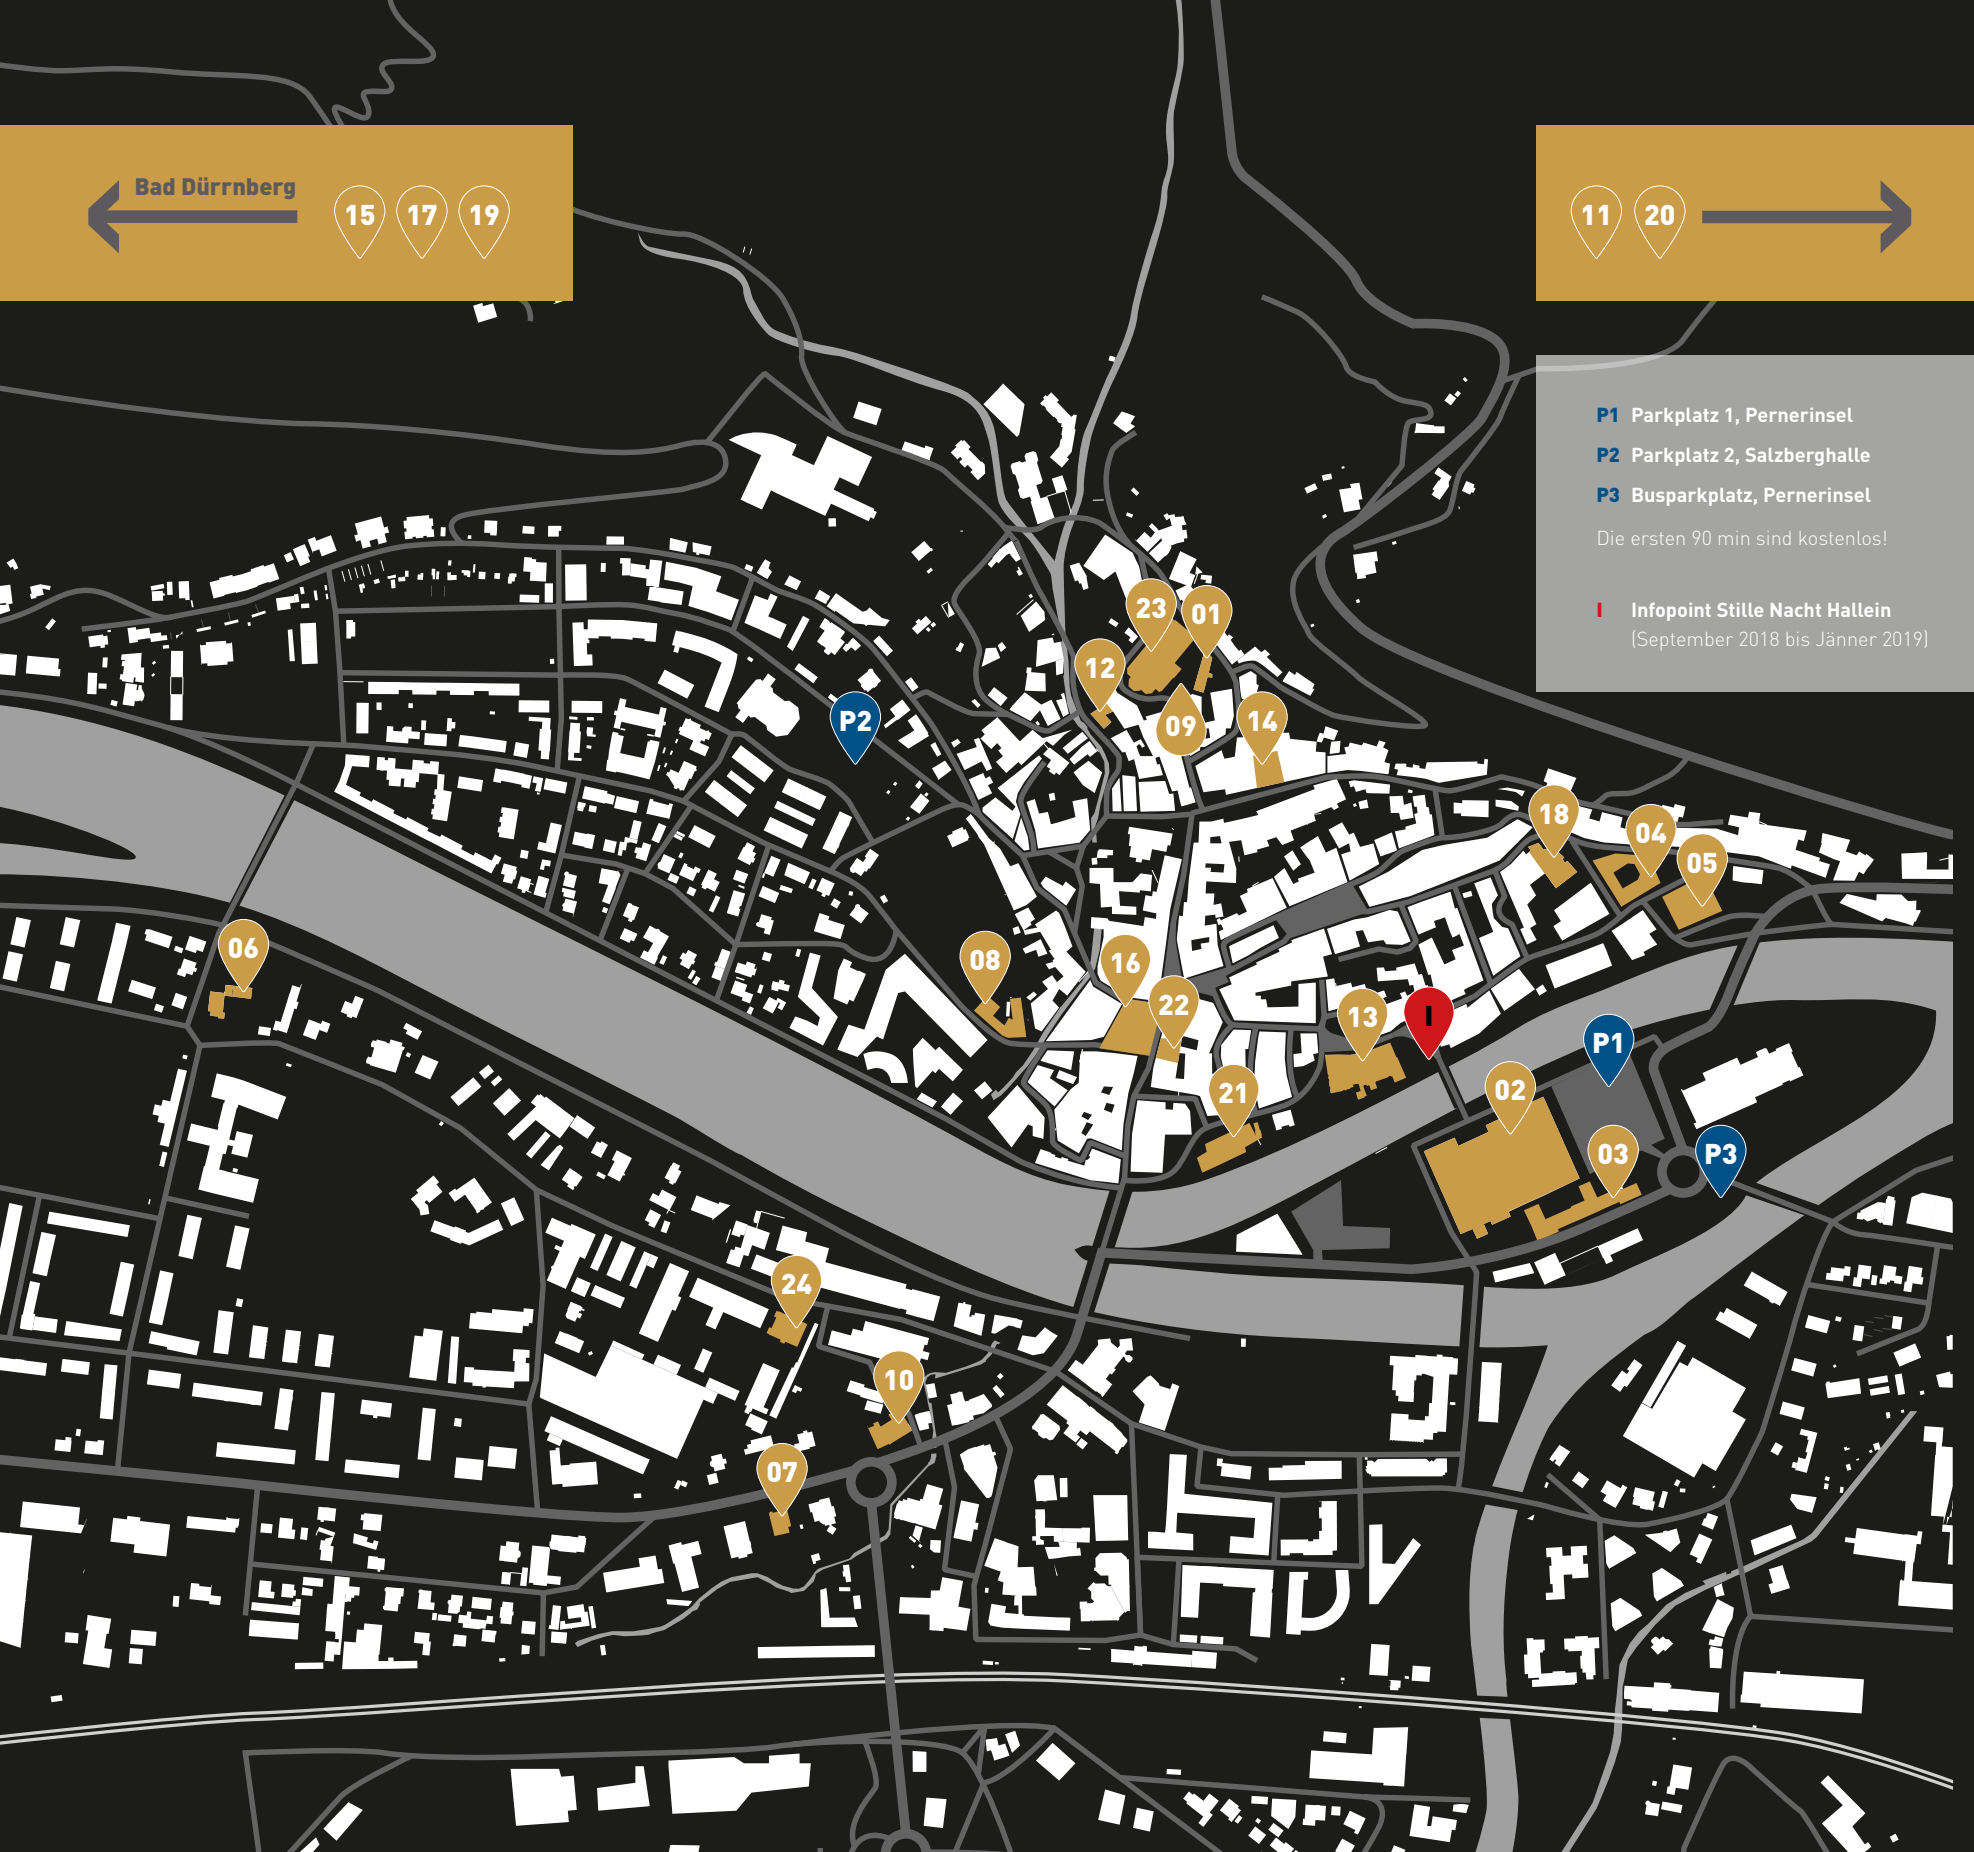 Bad Dürrnberg
15 17 19
11 20
P1 Parkplatz 1, Pernerinsel
P2 Parkplatz 2, Salzberghalle
P3 Busparkplatz, Pernerinsel
Die ersten 90 min sind kostenlos!
I Infopoint Stille Nacht Hallein
(September 2018 bis Jänner 2019)
23
01
12
P2
09
14
18
04
05
06
08
16
22
13
I
P1
21
02
03
P3
24
10
07